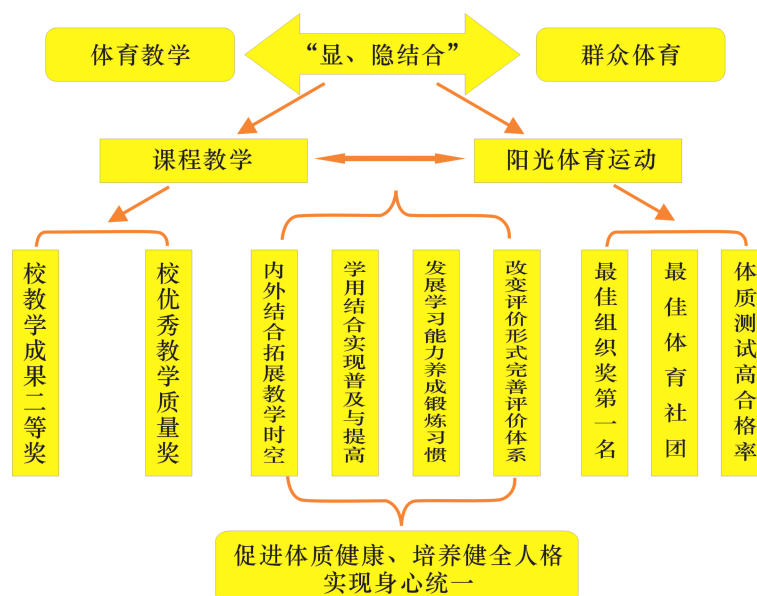 体育教学
“显、隐结合”
群众体育
课程教学
阳光体育运动
校教学成果二等奖
校优秀教学质量奖
内外结合拓展教学时空
学用结合实现普及与提高
发展学习能力养成锻炼习惯
改变评价形式完善评价体系
最佳组织奖第一名
最佳体育社团
体质测试高合格率
促进体质健康、培养健全人格
实现身心统一